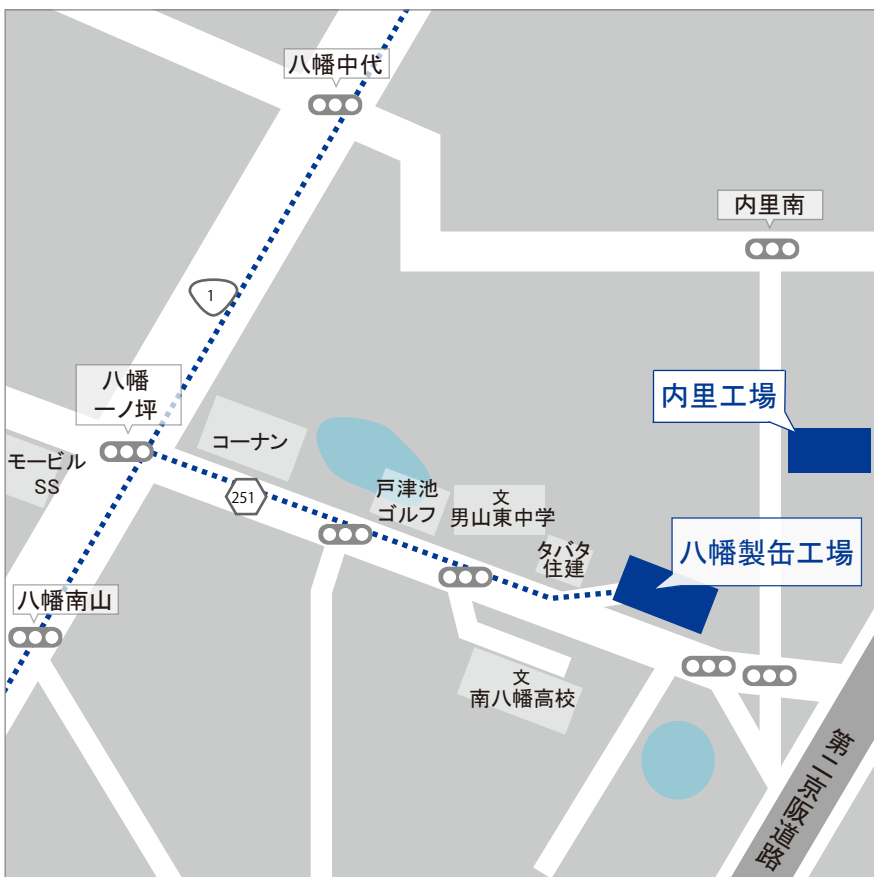 八幡中代
内里南
1
八幡
一ノ坪
内里工場
コーナン
モービル
SS
251
戸津池
ゴルフ
文
男山東中学
タバタ
住建
八幡製缶工場
八幡南山
文
南八幡高校
第二京阪道路